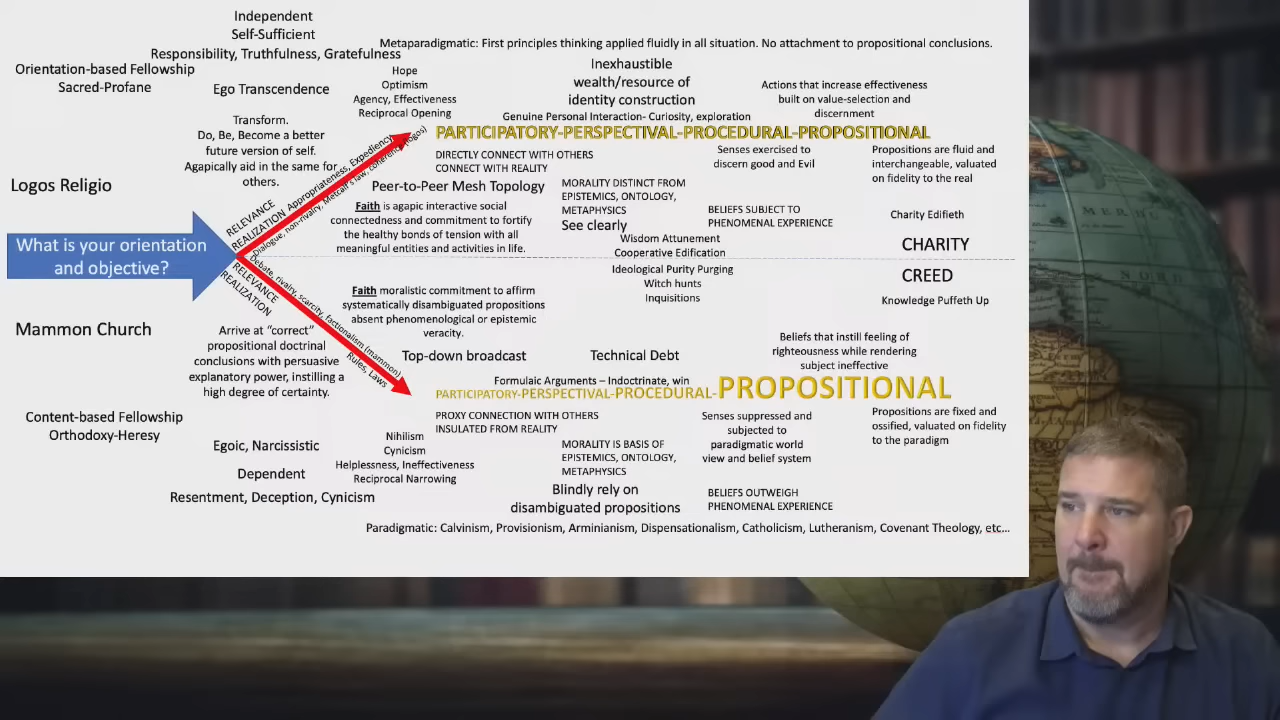 Independent
Self-Sufficient
Responsibility, Truthfulness, Gratefulness
Metaparadigmatic: First principles thinking applied fluidly in all situation. No attachment to propositional conclusions.
Orientation-based Fellowship
Sacred-Profane
Ego Transcendence
Hope
Optimism
Agency, Effectiveness
Reciprocal Opening
Inexhaustible
wealth/resource of
identity construction
Actions that increase effectiveness
built on value-selection and
discernment
Genuine Personal Interaction- Curiosity, exploration
PARTICIPATORY-PERSPECTIVAL-PROCEDURAL-PROPOSITIONAL
Transform.
Do, Be, Become a better
future version of self.
Agapically aid in the same for
others.
DIRECTLY CONNECT WITH OTHERS
CONNECT WITH REALITY
Senses exercised to
discern good and Evil
Propositions are fluid and
interchangeable, valuated
on fidelity to the real
Logos Religio
Peer-to-Peer Mesh Topology
MORALITY DISTINCT FROM
EPISTEMICS, ONTOLOGY,
METAPHYSICS
See clearly
BELIEFS SUBJECT TO
PHENOMENAL EXPERIENCE
Charity Edifieth
RELEVANCE
REALIZATION
Appropriateness, Expediency
Dialogue, non-rivalry, Metcalf's law, coherence (logos)
Faith is agapic interactive social
connectedness and commitment to fortify
the healthy bonds of tension with all
meaningful entities and activities in life.
Wisdom Attunement
Cooperative Edification
CHARITY
What is your orientation
and objective?
Ideological Purity Purging
Witch hunts
Inquisitions
CREED
Knowledge Puffeth Up
RELEVANCE
REALIZATION
Debate, rivalry, scarcity, factionalism (mammon)
Rules, Laws
Faith moralistic commitment to affirm
systematically disambiguated propositions
absent phenomenological or epistemic
veracity.
Mammon Church
Arrive at “correct”
propositional doctrinal
conclusions with persuasive
explanatory power, instilling a
high degree of certainty.
Top-down broadcast
Technical Debt
Beliefs that instill feeling of
righteousness while rendering
subject ineffective
Formulaic Arguments – Indoctrinate, win
PARTICIPATORY-PERSPECTIVAL-PROCEDURAL-PROPOSITIONAL
Content-based Fellowship
Orthodoxy-Heresy
PROXY CONNECTION WITH OTHERS
INSULATED FROM REALITY
Senses suppressed and
subjected to
paradigmatic world
view and belief system
Propositions are fixed and
ossified, valuated on fidelity
to the paradigm
Egoic, Narcissistic
Nihilism
Cynicism
Helplessness, Ineffectiveness
Reciprocal Narrowing
MORALITY IS BASIS OF
EPISTEMICS, ONTOLOGY,
METAPHYSICS
Dependent
Resentment, Deception, Cynicism
Blindly rely on
disambiguated propositions
BELIEFS OUTWEIGH
PHENOMENAL EXPERIENCE
Paradigmatic: Calvinism, Provisionism, Arminianism, Dispensationalism, Catholicism, Lutheranism, Covenant Theology, etc…